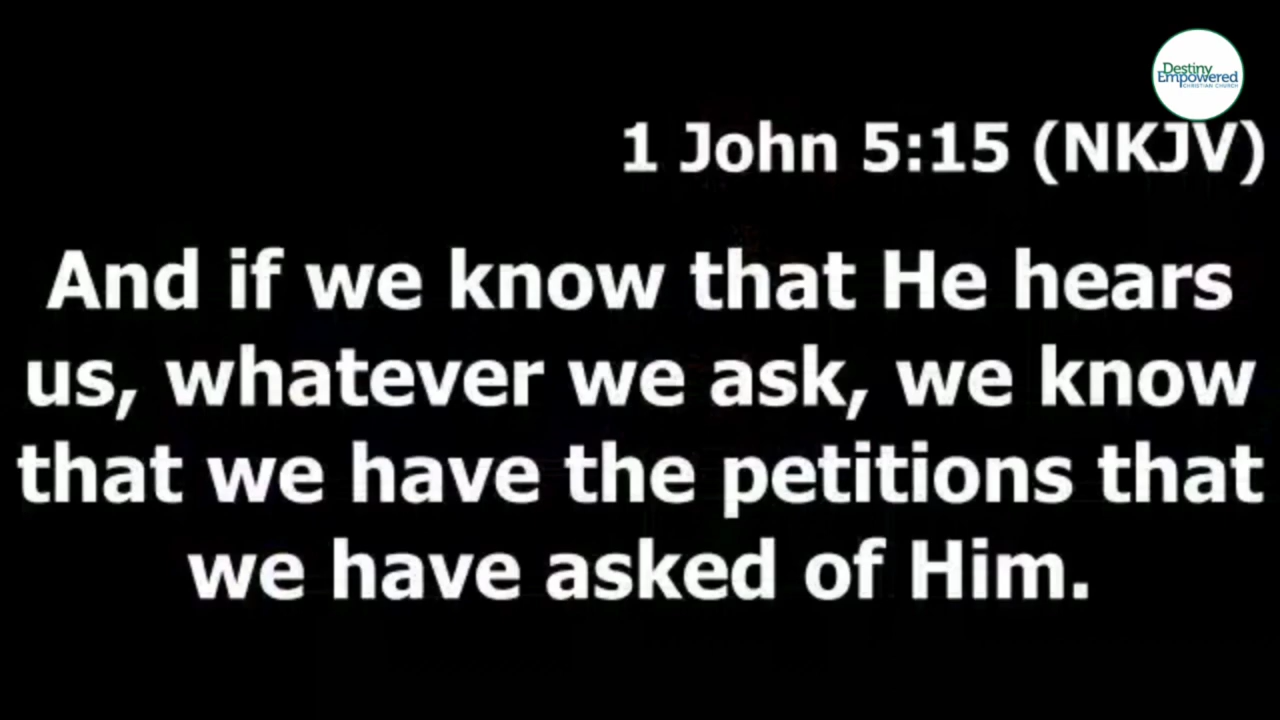 Destiny
Empowered
CHRISTIAN CHURCH
1 John 5:15 (NKJV)
And if we know that He hears
us, whatever we ask, we know
that we have the petitions that
we have asked of Him.